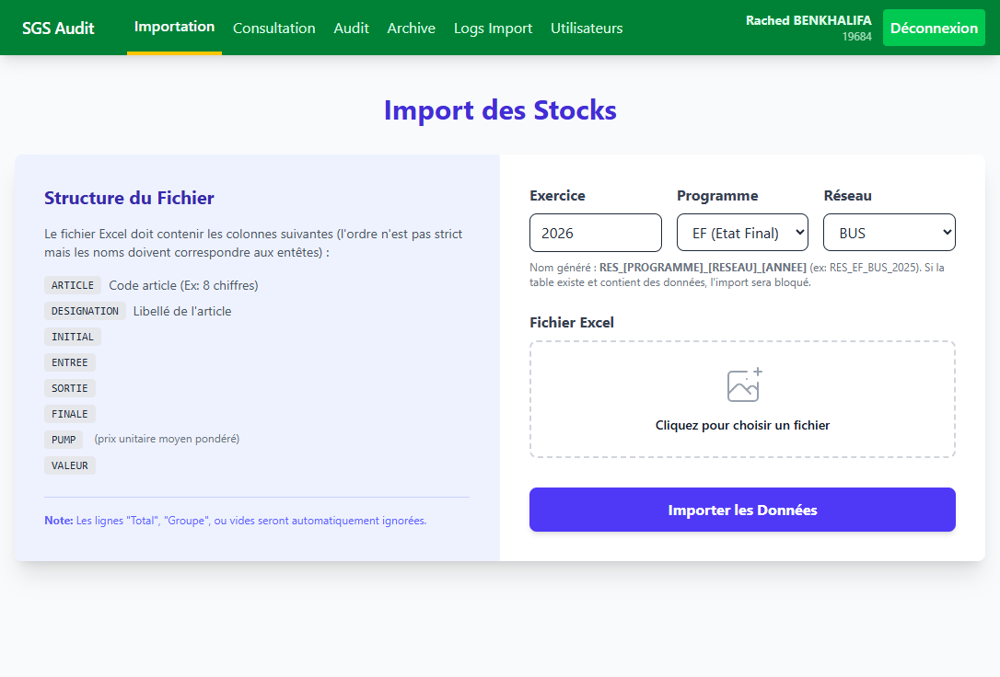 SGS Audit
Importation
Consultation
Audit
Archive
Logs Import
Utilisateurs
Rached BENKHALIFA
19684
Déconnexion
Import des Stocks
Structure du Fichier
Le fichier Excel doit contenir les colonnes suivantes (l'ordre n'est pas strict
mais les noms doivent correspondre aux entêtes) :
ARTICLE Code article (Ex: 8 chiffres)
DESIGNATION Libellé de l'article
INITIAL
ENTREE
SORTIE
FINALE
PUMP (prix unitaire moyen pondéré)
VALEUR
Note: Les lignes "Total", "Groupe", ou vides seront automatiquement ignorées.
Exercice
2026
Programme
EF (Etat Final)
Réseau
BUS
Nom généré : RES_[PROGRAMME]_[RESEAU]_[ANNEE] (ex: RES_EF_BUS_2025). Si la
table existe et contient des données, l'import sera bloqué.
Fichier Excel
Cliquez pour choisir un fichier
Importer les Données